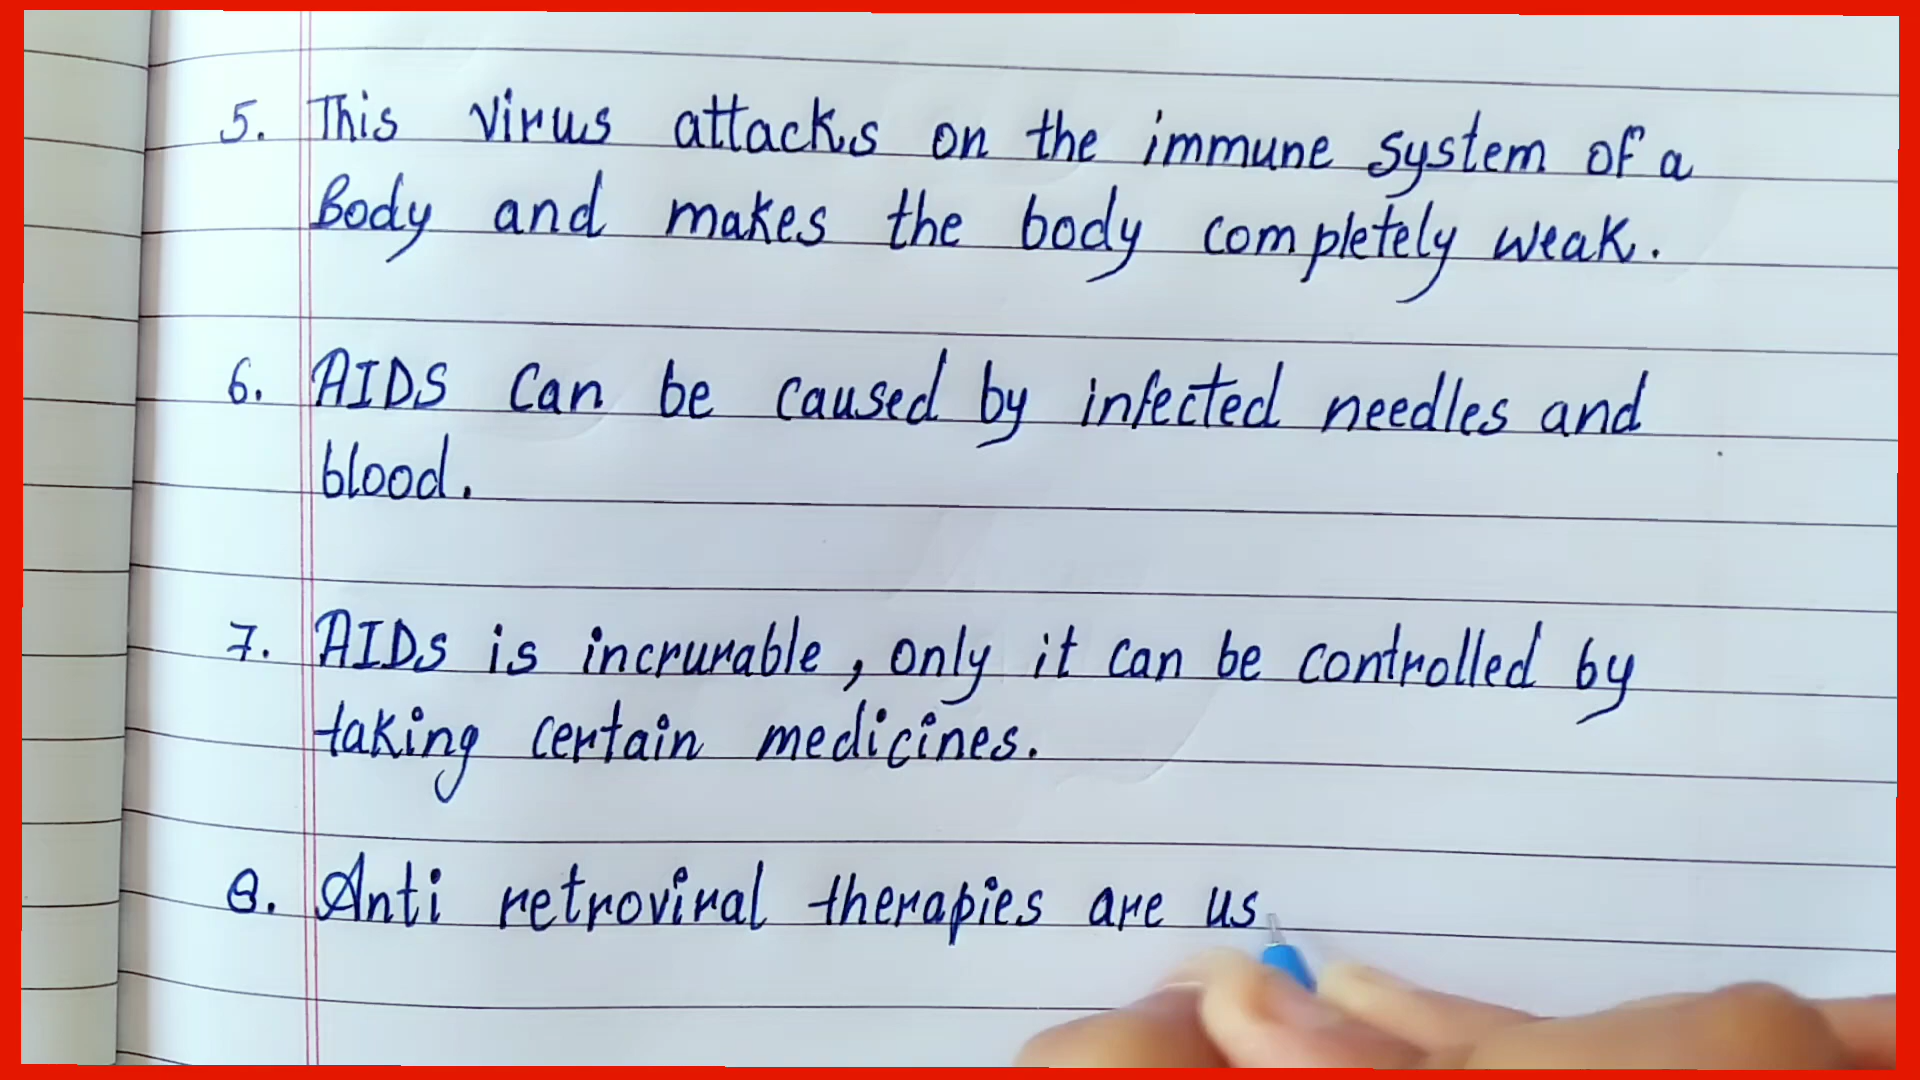 5. This virus attacks on the immune system of a
Body and makes the body completely weak.
6. AIDS Can be caused by infected needles and
blood.
7. AIDS is incrurable, only it can be controlled by
taking certain medicines.
8. Anti retroviral therapies are us